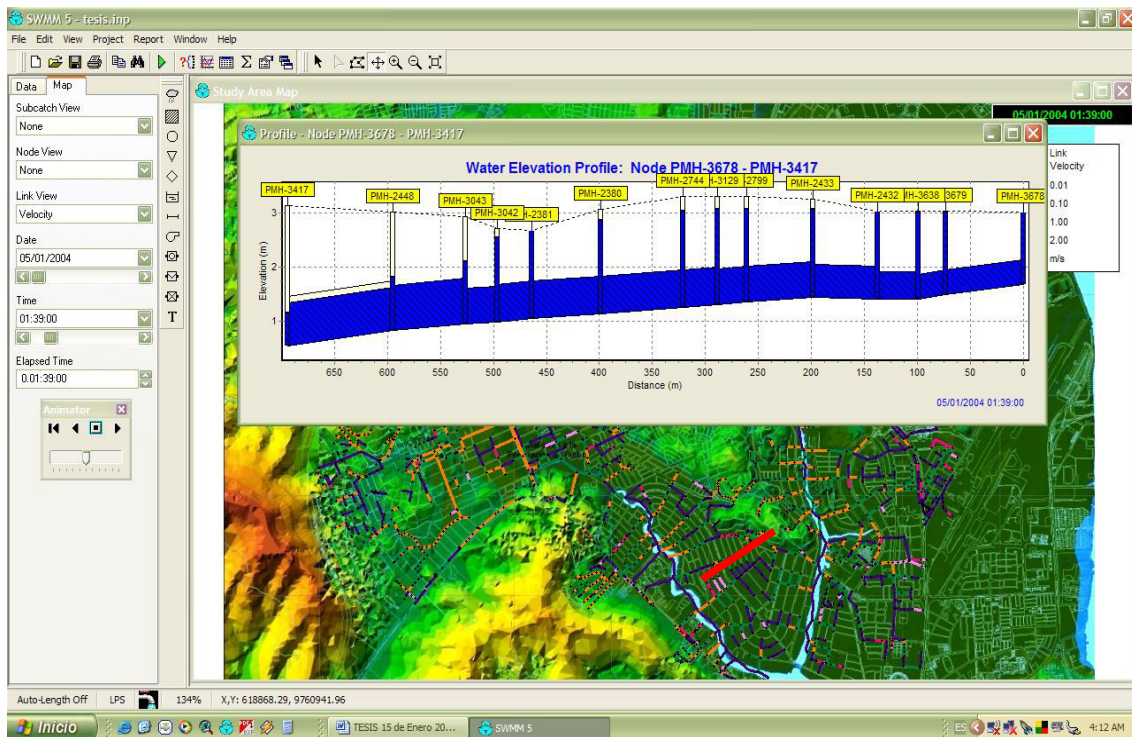 SWMM 5 - tesis.inp
File Edit View Project Report Window Help
Data Map
Subcatch View
None
Node View
None
Link View
Velocity
Date
05/01/2004
Time
01:39:00
Elapsed Time
0.01:39:00
Animator
Study Area Map
05/01/2004 01:39:00
Profile - Node PMH-3678 - PMH-3417
Water Elevation Profile: Node PMH-3678 - PMH-3417
PMH-3417
PMH-2448
PMH-3043
PMH-3042
H-2381
PMH-2380
PMH-2744
H-3129
2799
PMH-2433
PMH-2432
H-3638
3679
PMH-3678
Elevation (m)
3
2
1
650 600 550 500 450 400 350 300 250 200 150 100 50 0
Distance (m)
05/01/2004 01:39:00
Link
Velocity
0.01
0.10
1.00
2.00
m/s
T
Auto-Length Off LPS 134% X,Y: 618868.29, 9760941.96
Inicio TESIS 15 de Enero 20... SWMM 5 ES 4:12 AM